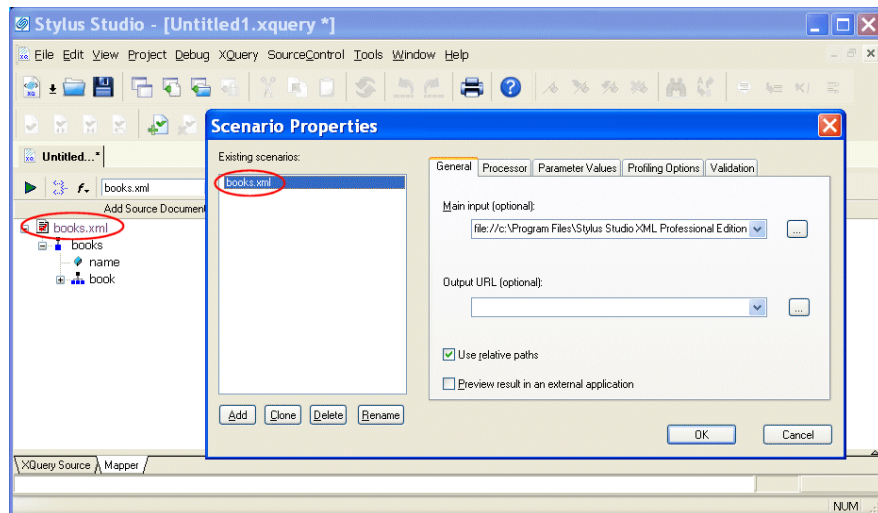 Stylus Studio - [Untitled1.xquery *]
File Edit View Project Debug XQuery SourceControl Tools Window Help
Scenario Properties
Untitled...*
books.xml
Add Source Document
books.xml
books
name
book
Existing scenarios:
books.xml
Add Clone Delete Rename
General Processor Parameter Values Profiling Options Validation
Main input (optional):
file://c:\Program Files\Stylus Studio XML Professional Edition
...
Output URL (optional):
...
Use relative paths
Preview result in an external application
OK Cancel
XQuery Source Mapper
NUM